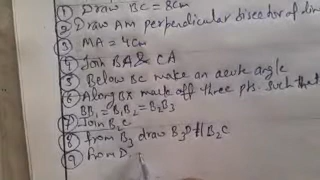 ① Draw BC = 8cm
② Draw AM perpendicular bisector of
③ MA = 4cm
④ Join BA & CA
⑤ Below BC make an acute angle
⑥ Along BX mark off three pts. such that
BB₁ = B₁B₂ = B₂B₃
⑦ Join B₂C
⑧ from B₃ draw B₃D || B₂C
⑨ from D.